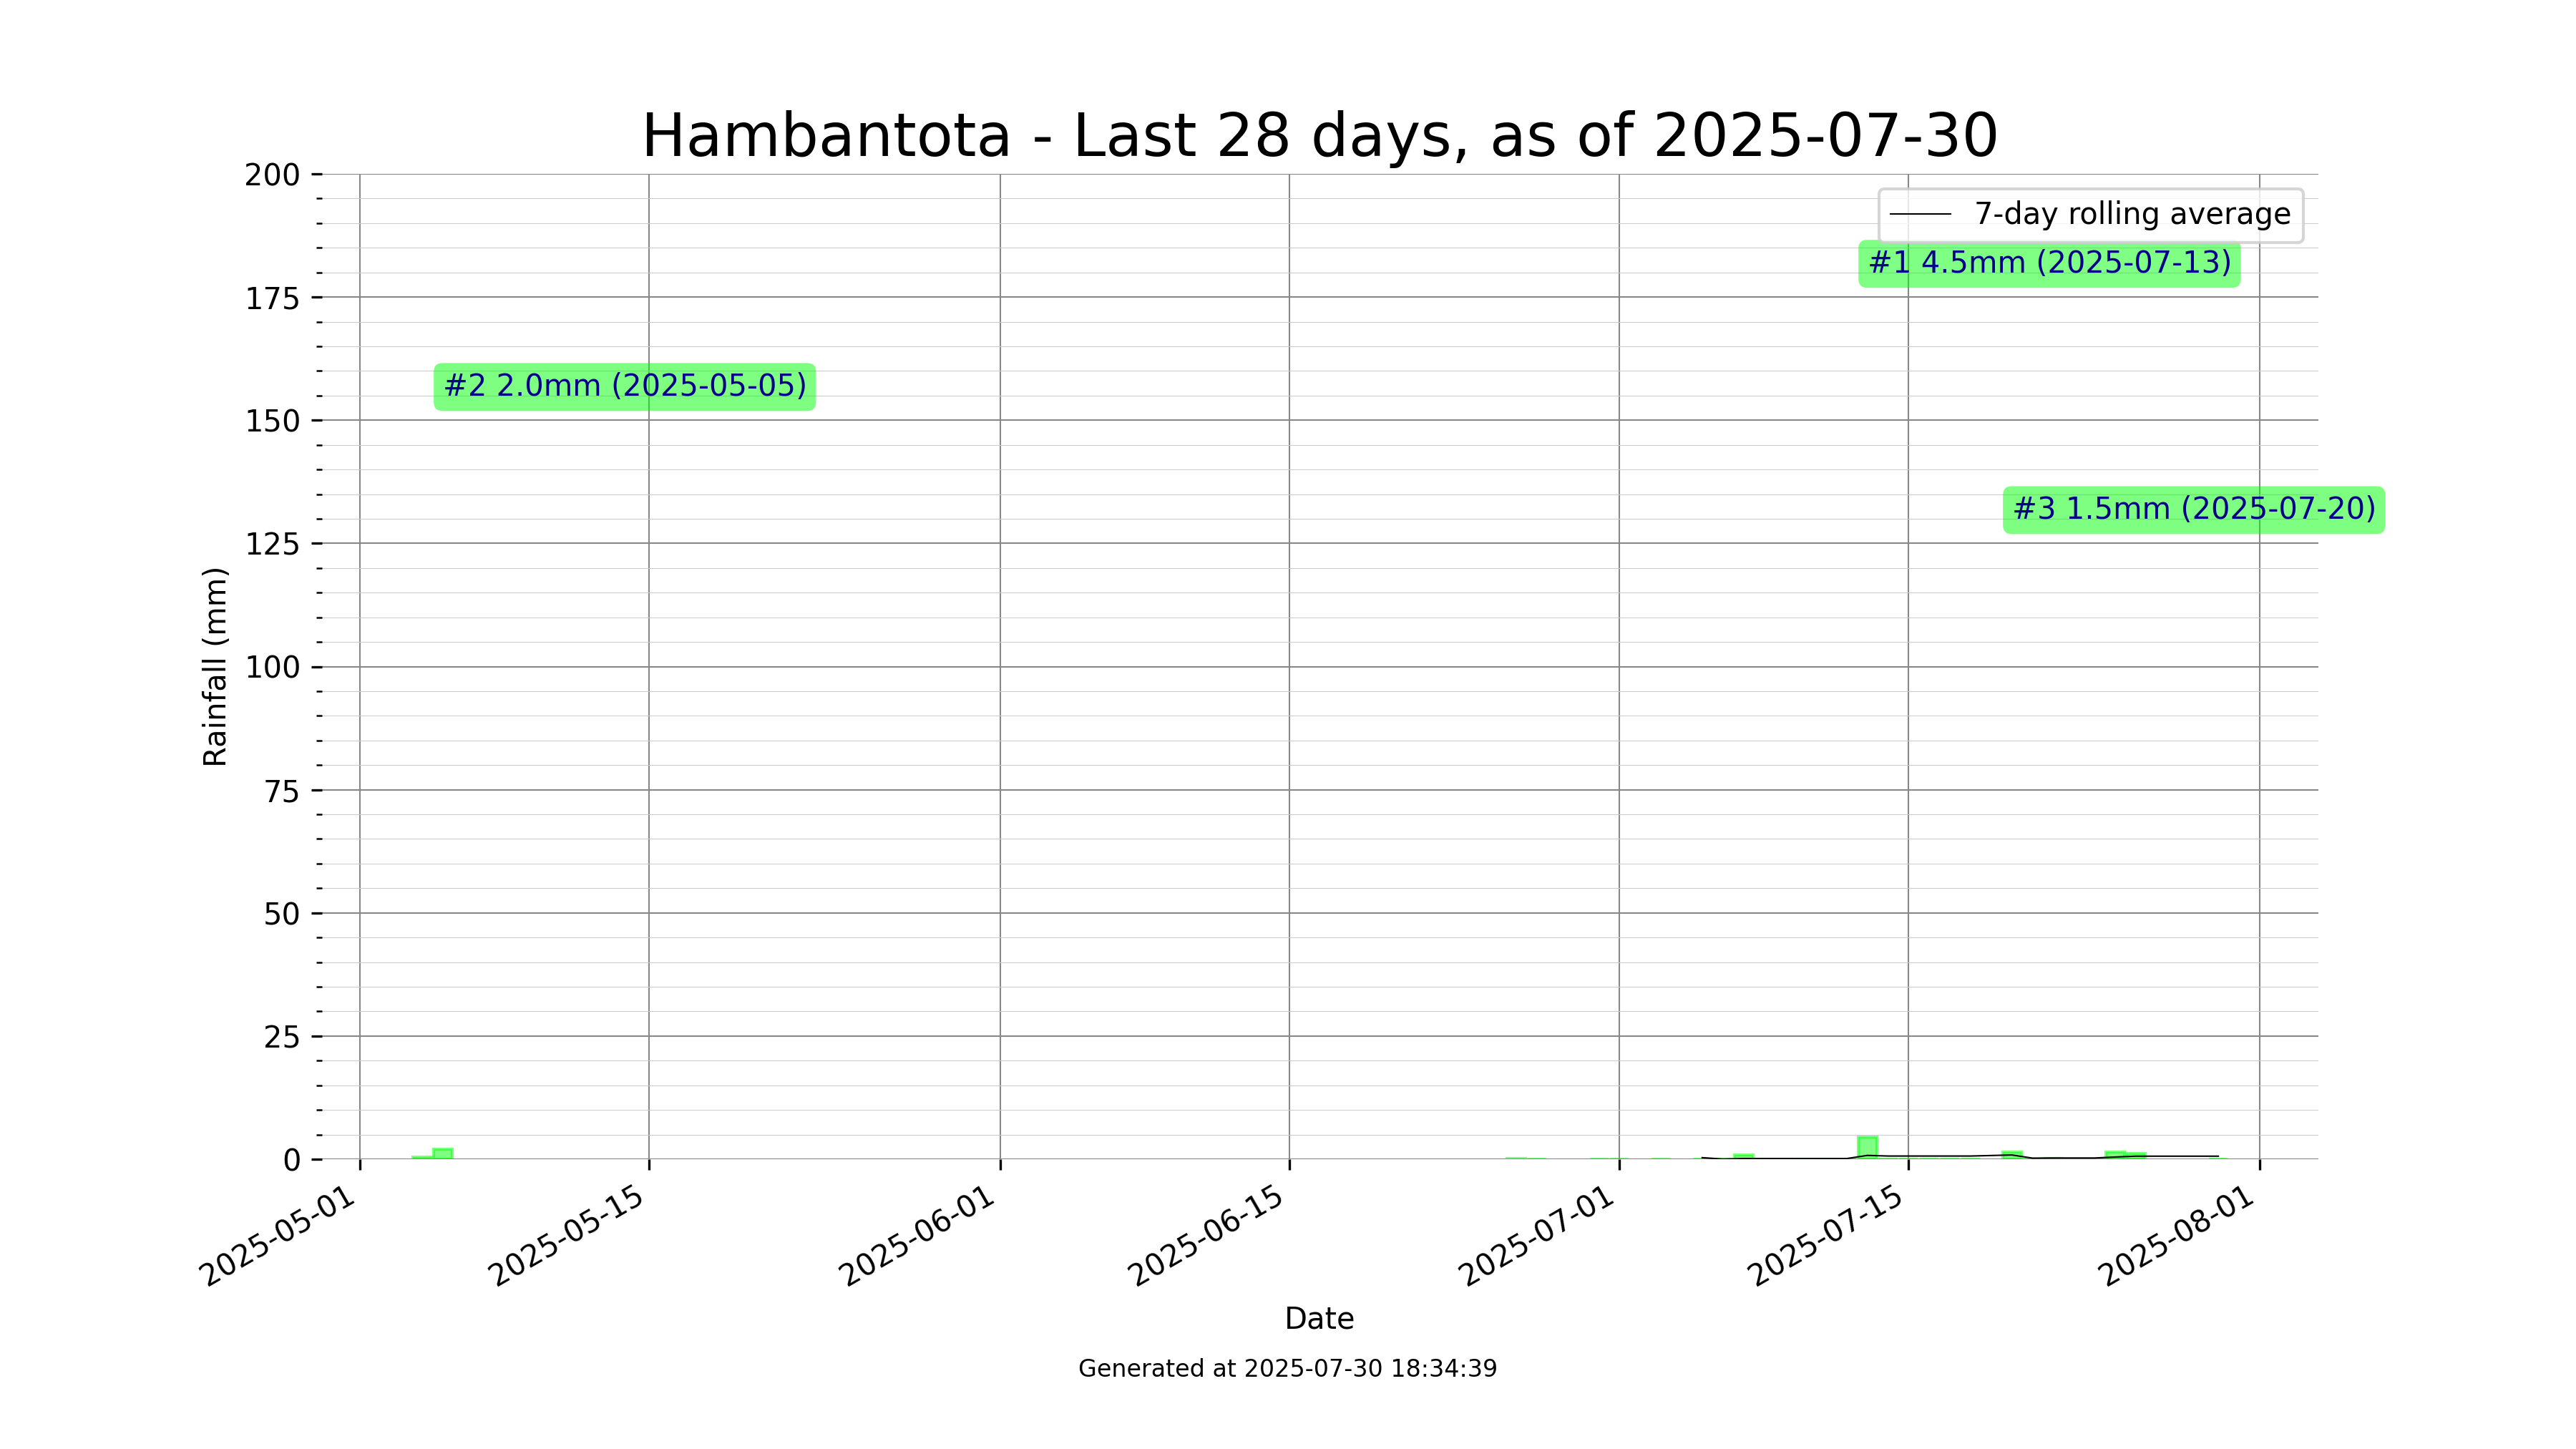 Hambantota - Last 28 days, as of 2025-07-30
200
175
150
125
100
75
50
25
0
Rainfall (mm)
7-day rolling average
#1 4.5mm (2025-07-13)
#2 2.0mm (2025-05-05)
#3 1.5mm (2025-07-20)
2025-05-01
2025-05-15
2025-06-01
2025-06-15
2025-07-01
2025-07-15
2025-08-01
Date
Generated at 2025-07-30 18:34:39